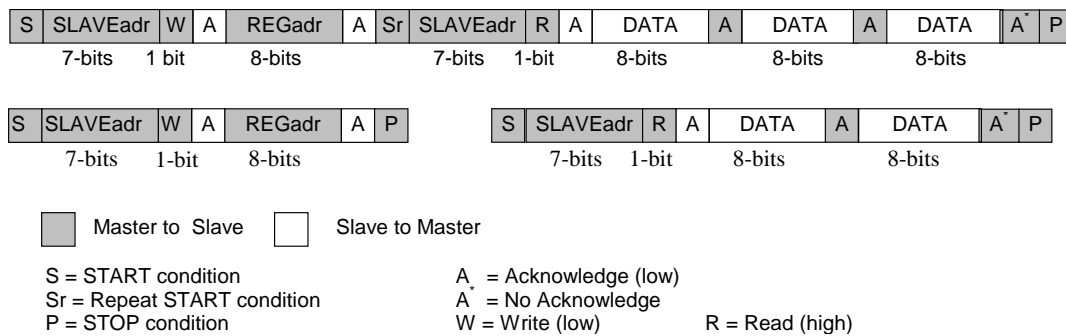 S SLAVEadr W A REGadr A Sr SLAVEadr R A DATA A DATA A DATA A* P
7-bits 1 bit 8-bits 7-bits 1-bit 8-bits 8-bits 8-bits
S SLAVEadr W A REGadr A P
7-bits 1-bit 8-bits
S SLAVEadr R A DATA A DATA A* P
7-bits 1-bit 8-bits 8-bits
Master to Slave Slave to Master
S = START condition
Sr = Repeat START condition
P = STOP condition
A = Acknowledge (low)
A* = No Acknowledge
W = Write (low) R = Read (high)